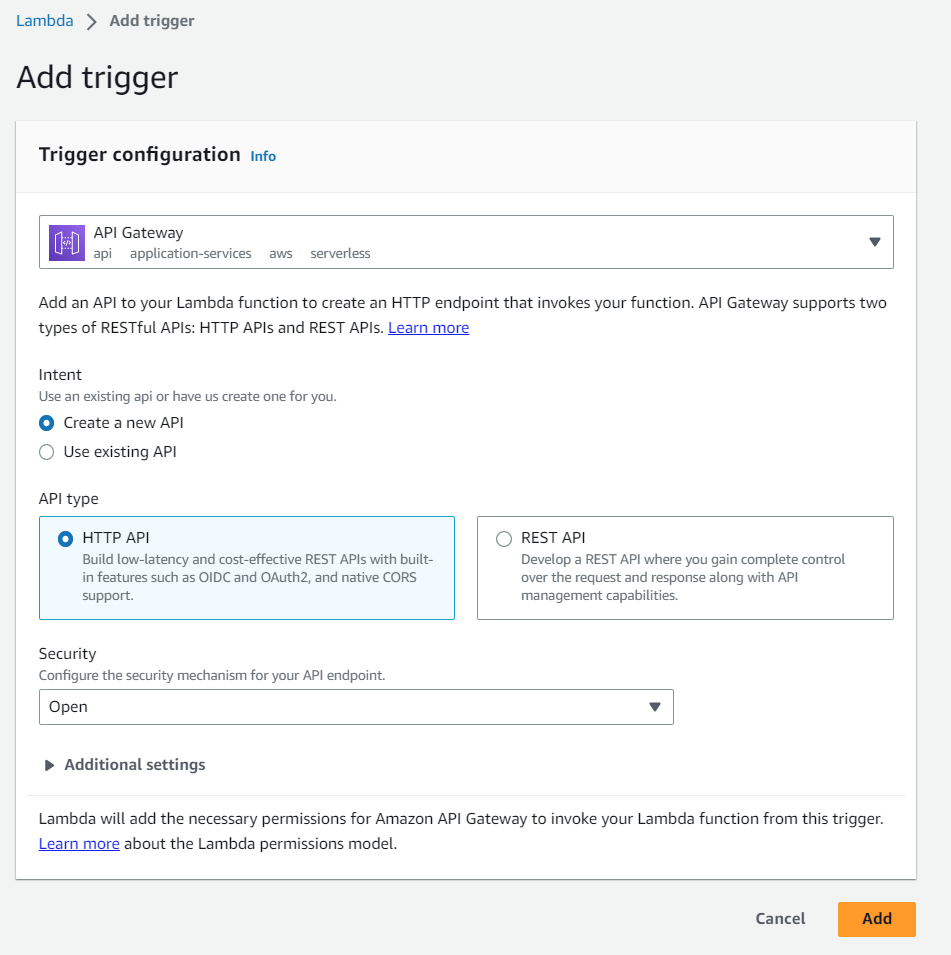 Lambda > Add trigger
Add trigger
Trigger configuration Info
API Gateway
api application-services aws serverless
Add an API to your Lambda function to create an HTTP endpoint that invokes your function. API Gateway supports two
types of RESTful APIs: HTTP APIs and REST APIs. Learn more
Intent
Use an existing api or have us create one for you.
Create a new API
Use existing API
API type
HTTP API
Build low-latency and cost-effective REST APIs with built-
in features such as OIDC and OAuth2, and native CORS
support.
REST API
Develop a REST API where you gain complete control
over the request and response along with API
management capabilities.
Security
Configure the security mechanism for your API endpoint.
Open
Additional settings
Lambda will add the necessary permissions for Amazon API Gateway to invoke your Lambda function from this trigger.
Learn more about the Lambda permissions model.
Cancel Add